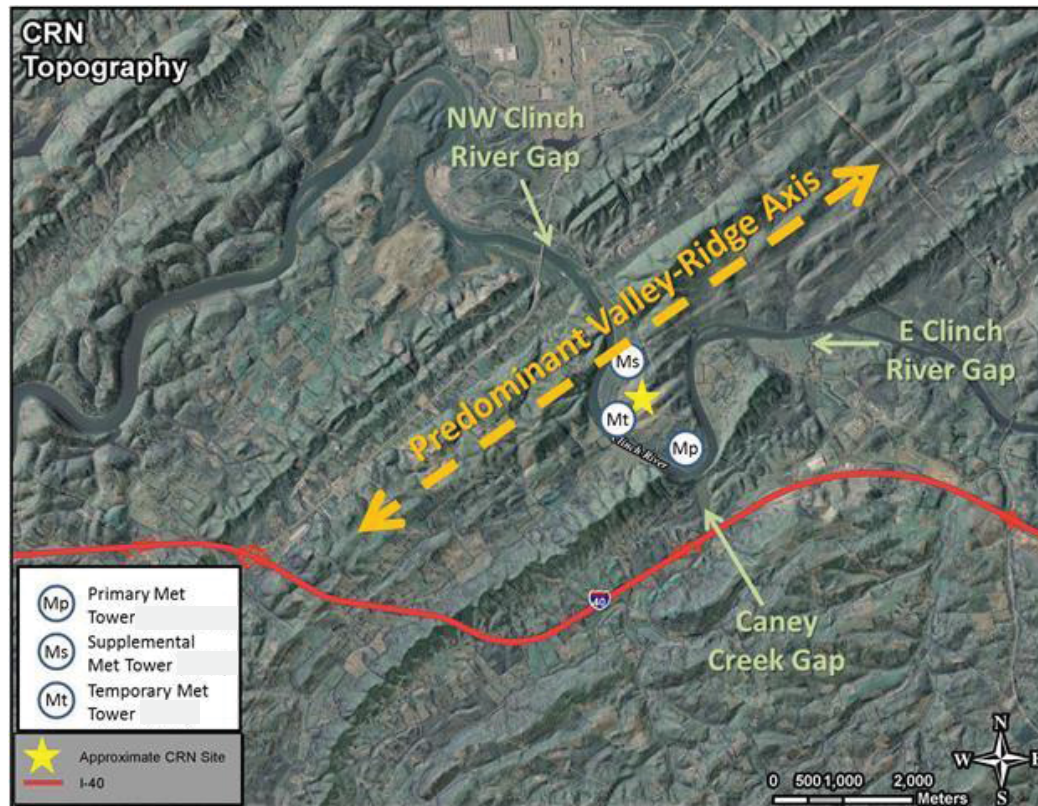 CRN
Topography
NW Clinch
River Gap
Predominant Valley-Ridge Axis
E Clinch
River Gap
Ms
Mt
Mp
Clinch River
40
Caney
Creek Gap
Mp Primary Met
Tower
Ms Supplemental
Met Tower
Mt Temporary Met
Tower
Approximate CRN Site
I-40
N
W E
S
0 500 1,000 2,000
Meters